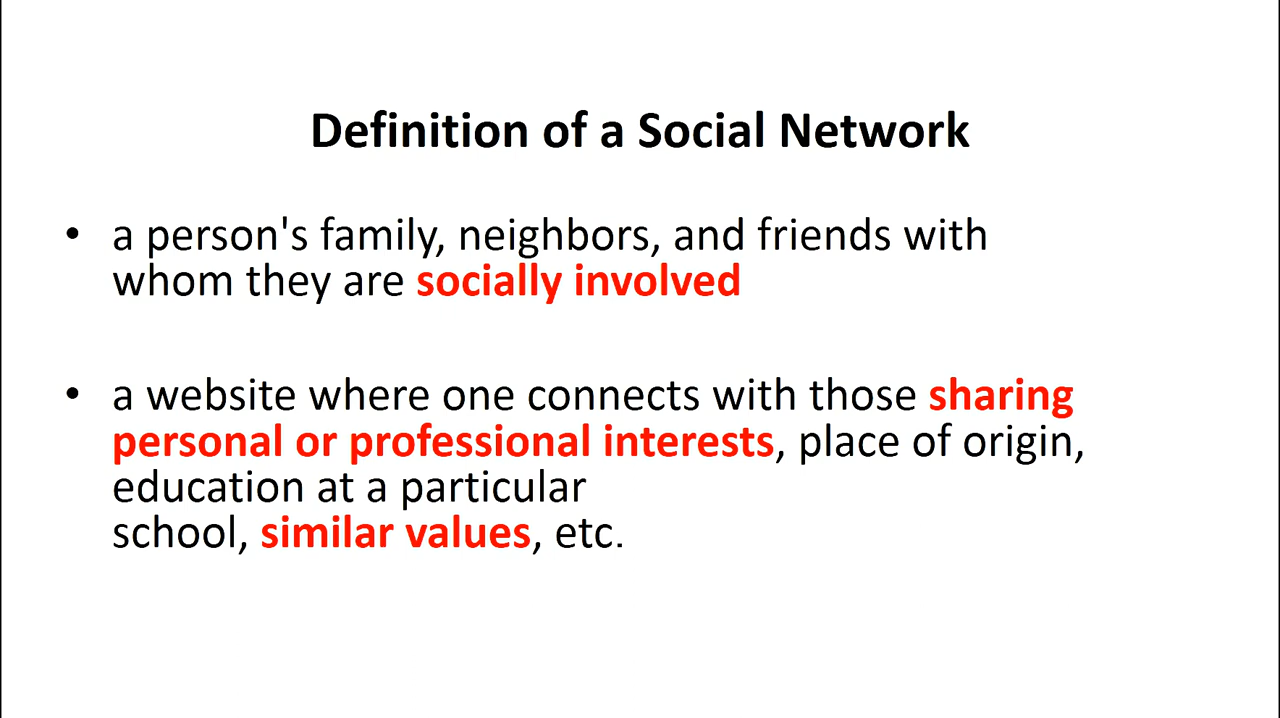 Definition of a Social Network
• a person's family, neighbors, and friends with
whom they are socially involved
• a website where one connects with those sharing
personal or professional interests, place of origin,
education at a particular
school, similar values, etc.